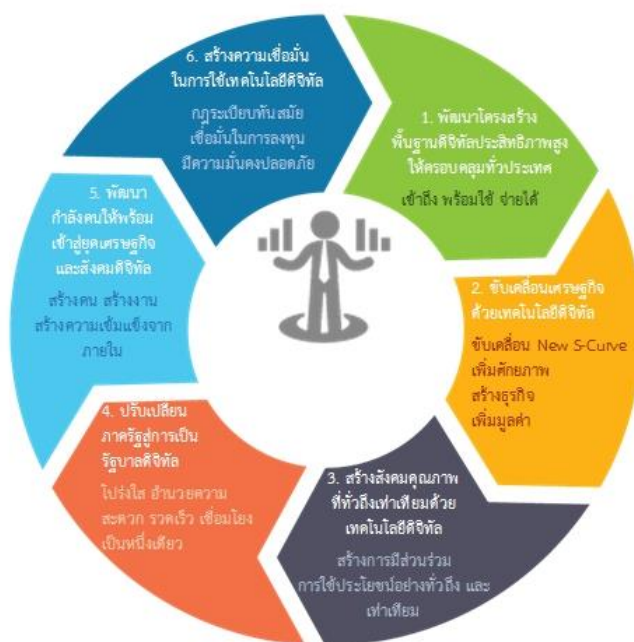 1. พัฒนาโครงสร้าง
พื้นฐานดิจิทัลประสิทธิภาพสูง
ให้ครอบคลุมทั่วประเทศ
เข้าถึง พร้อมใช้ จ่ายได้
2. ขับเคลื่อนเศรษฐกิจ
ด้วยเทคโนโลยีดิจิทัล
ขับเคลื่อน New S-Curve
เพิ่มศักยภาพ
สร้างธุรกิจ
เพิ่มมูลค่า
3. สร้างสังคมคุณภาพ
ที่ทั่วถึงเท่าเทียมด้วย
เทคโนโลยีดิจิทัล
สร้างการมีส่วนร่วม
การใช้ประโยชน์อย่างทั่วถึง และ
เท่าเทียม
4. ปรับเปลี่ยน
ภาครัฐสู่การเป็น
รัฐบาลดิจิทัล
โปร่งใส อำนวยความ
สะดวก รวดเร็ว เชื่อมโยง
เป็นหนึ่งเดียว
5. พัฒนา
กำลังคนให้พร้อม
เข้าสู่ยุคเศรษฐกิจ
และสังคมดิจิทัล
สร้างคน สร้างงาน
สร้างความเข้มแข็งจาก
ภายใน
6. สร้างความเชื่อมั่น
ในการใช้เทคโนโลยีดิจิทัล
กฎระเบียบทันสมัย
เชื่อมั่นในการลงทุน
มีความมั่นคงปลอดภัย